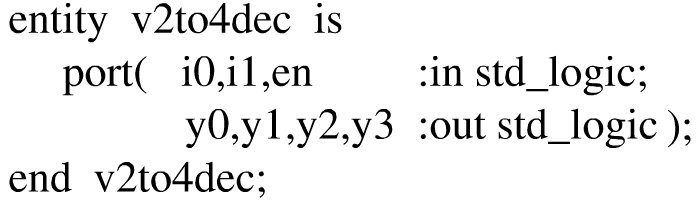 entity v2to4dec is
port( i0,i1,en :in std_logic;
y0,y1,y2,y3 :out std_logic );
end v2to4dec;